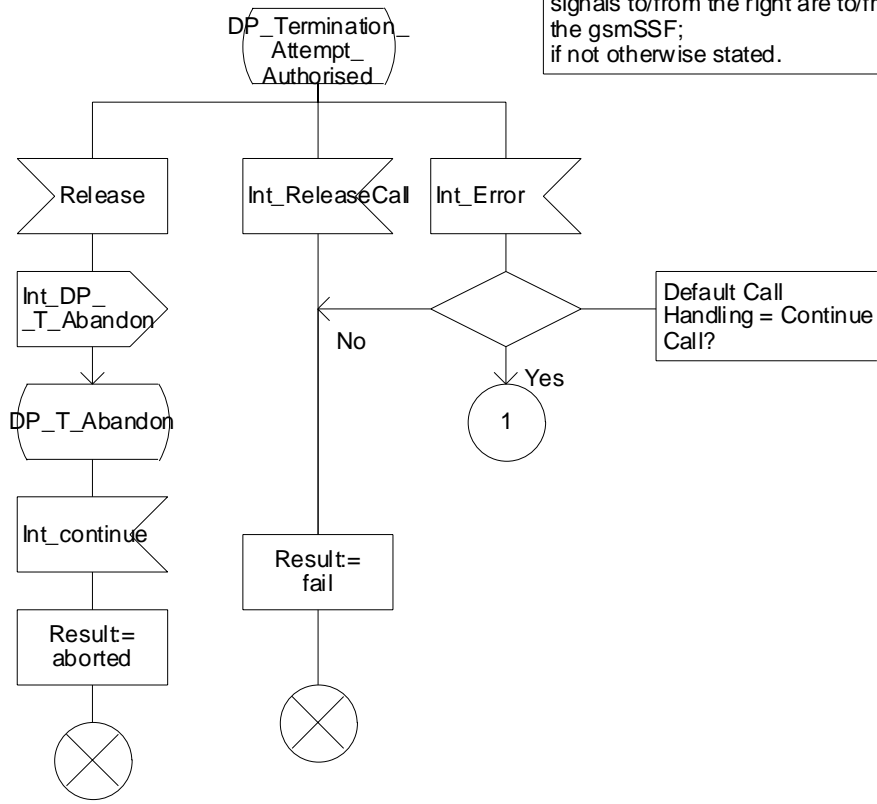 signals to/from the right are to/fr
the gsmSSF;
if not otherwise stated.
DP_Termination_
Attempt_
Authorised
Release
Int_ReleaseCall
Int_Error
Int_DP_
_T_Abandon
Default Call
Handling = Continue
Call?
No
Yes
DP_T_Abandon
1
Int_continue
Result:=
fail
Result:=
aborted